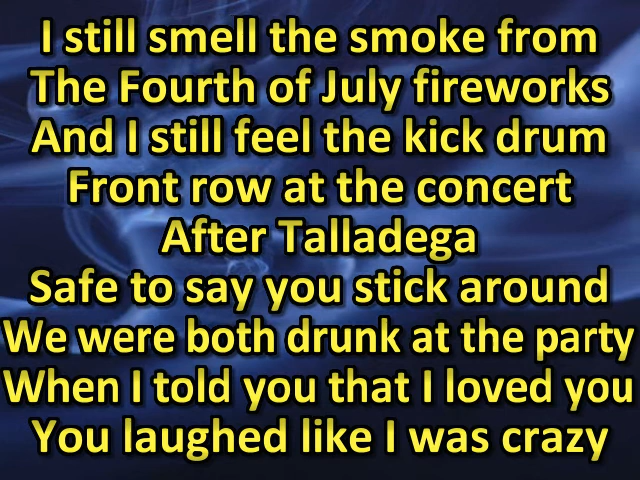 I still smell the smoke from
The Fourth of July fireworks
And I still feel the kick drum
Front row at the concert
After Talladega
Safe to say you stick around
We were both drunk at the party
When I told you that I loved you
You laughed like I was crazy